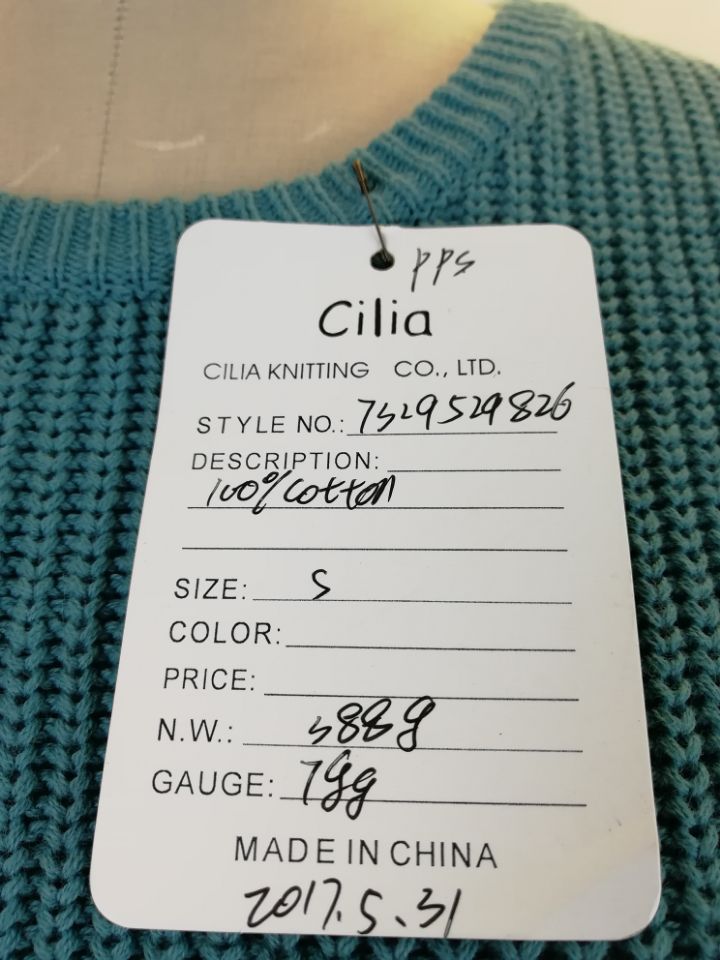 PPS
Cilia
CILIA KNITTING CO., LTD.
STYLE NO.: 7329529826
DESCRIPTION:
100% cotton
SIZE: S
COLOR:
PRICE:
N.W.: 388g
GAUGE: 7gg
MADE IN CHINA
2017.5.31